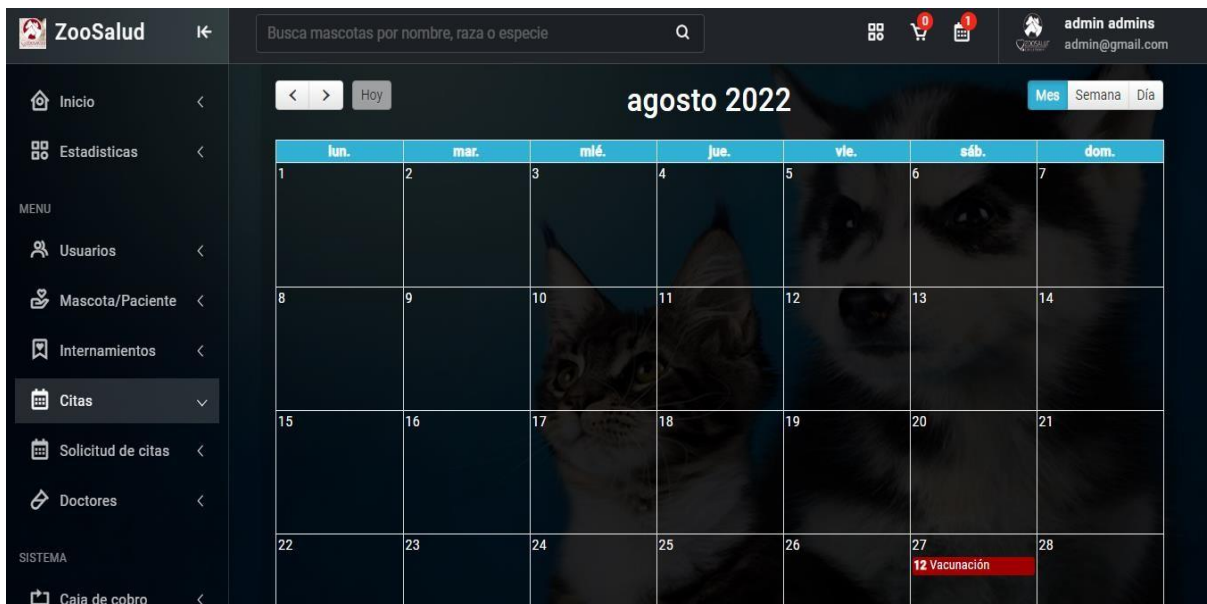 ZooSalud
Busca mascotas por nombre, raza o especie
0
1
admin admins
admin@gmail.com
Inicio
Estadisticas
MENU
Usuarios
Mascota/Paciente
Internamientos
Citas
Solicitud de citas
Doctores
SISTEMA
Caja de cobro
Hoy
agosto 2022
Mes Semana Día
lun. mar. mié. jue. vie. sáb. dom.
1 2 3 4 5 6 7
8 9 10 11 12 13 14
15 16 17 18 19 20 21
22 23 24 25 26 27 28
12 Vacunación